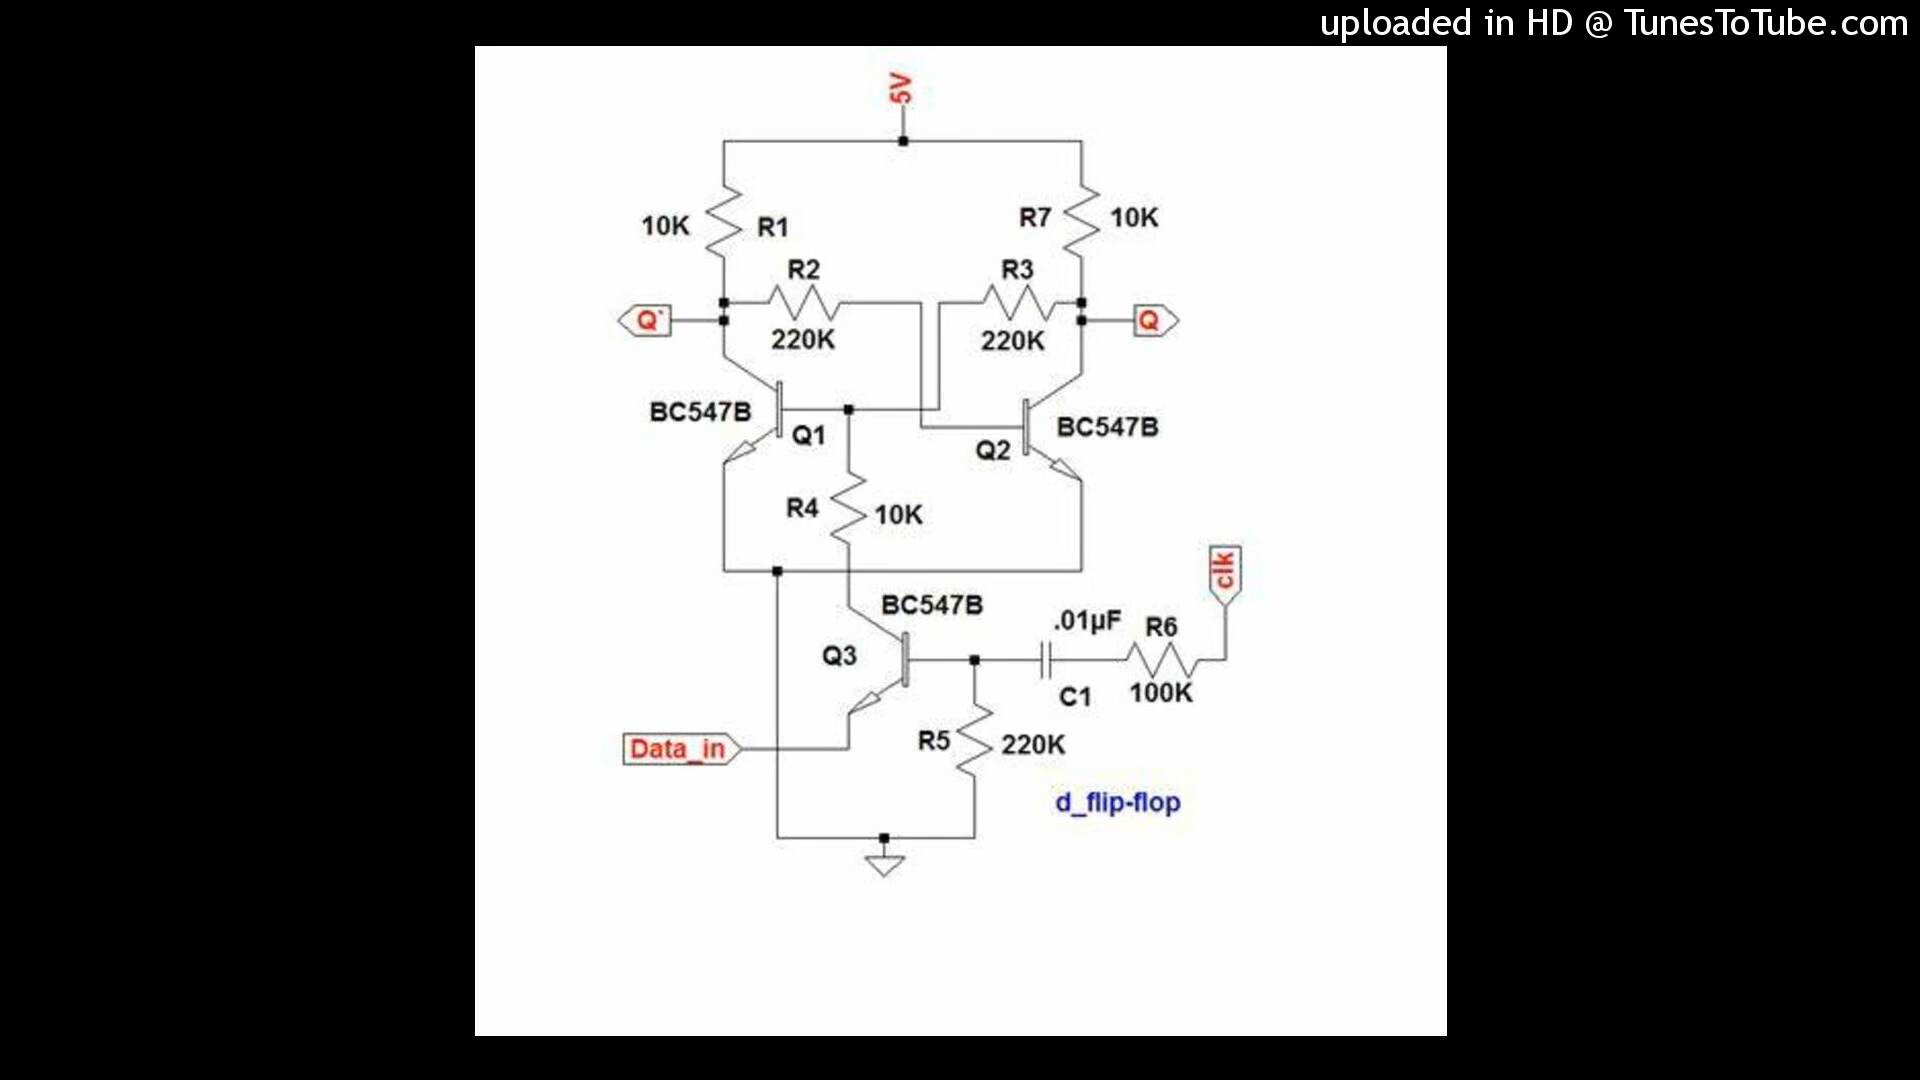 uploaded in HD @ TunesToTube.com
5V
10K
R1
R7
10K
R2
R3
Q'
220K
220K
Q
BC547B
Q1
Q2
BC547B
R4
10K
clk
BC547B
.01µF
R6
Q3
C1
100K
Data_in
R5
220K
d_flip-flop